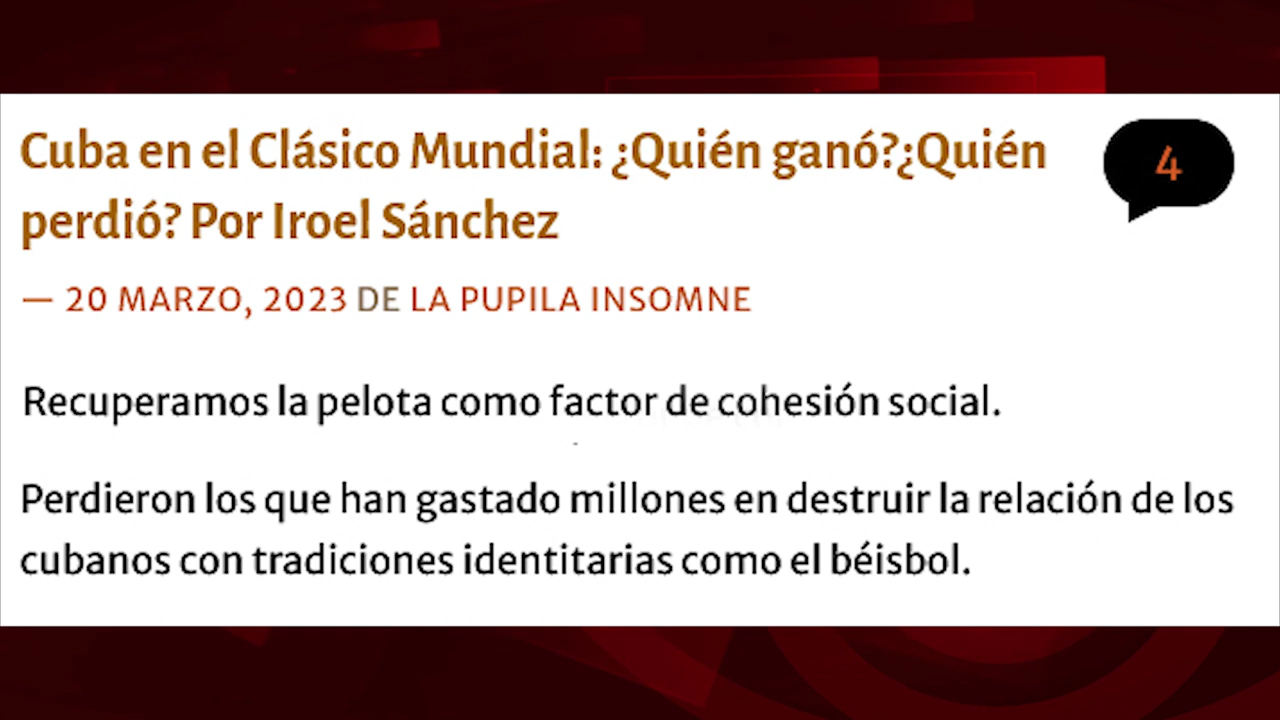 Cuba en el Clásico Mundial: ¿Quién ganó?¿Quién
perdió? Por Iroel Sánchez
4
— 20 MARZO, 2023 DE LA PUPILA INSOMNE
Recuperamos la pelota como factor de cohesión social.
Perdieron los que han gastado millones en destruir la relación de los
cubanos con tradiciones identitarias como el béisbol.